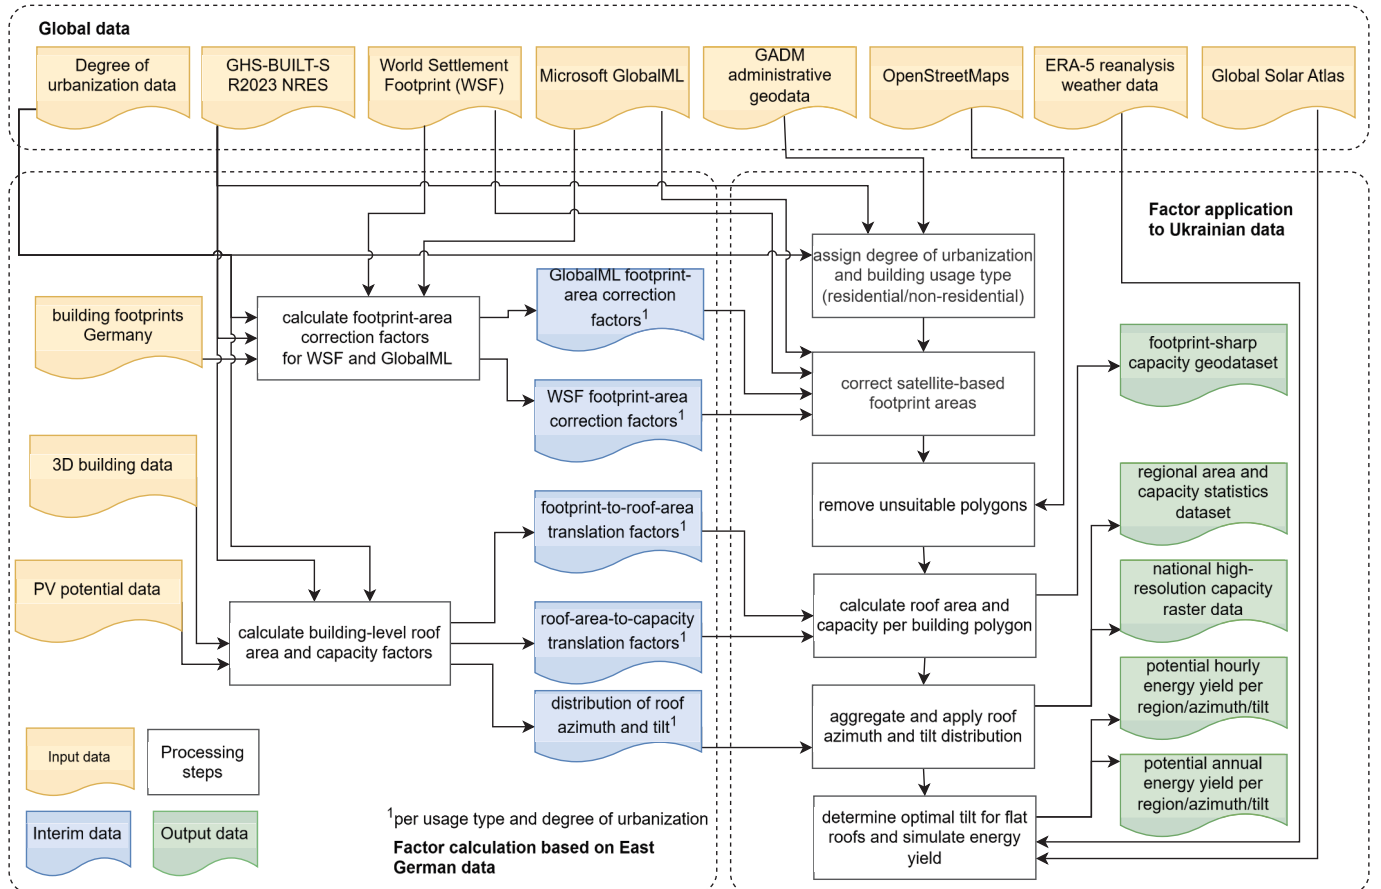 Global data
Degree of
urbanization data
GHS-BUILT-S
R2023 NRES
World Settlement
Footprint (WSF)
Microsoft GlobalML
GADM
administrative
geodata
OpenStreetMaps
ERA-5 reanalysis
weather data
Global Solar Atlas
building footprints
Germany
3D building data
PV potential data
calculate footprint-area
correction factors
for WSF and GlobalML
calculate building-level roof
area and capacity factors
GlobalML footprint-
area correction
factors1
WSF footprint-area
correction factors1
footprint-to-roof-area
translation factors1
roof-area-to-capacity
translation factors1
distribution of roof
azimuth and tilt1
Input data
Processing
steps
Interim data
Output data
1per usage type and degree of urbanization
Factor calculation based on East
German data
Factor application
to Ukrainian data
assign degree of urbanization
and building usage type
(residential/non-residential)
correct satellite-based
footprint areas
remove unsuitable polygons
calculate roof area and
capacity per building polygon
aggregate and apply roof
azimuth and tilt distribution
determine optimal tilt for flat
roofs and simulate energy
yield
footprint-sharp
capacity geodataset
regional area and
capacity statistics
dataset
national high-
resolution capacity
raster data
potential hourly
energy yield per
region/azimuth/tilt
potential annual
energy yield per
region/azimuth/tilt